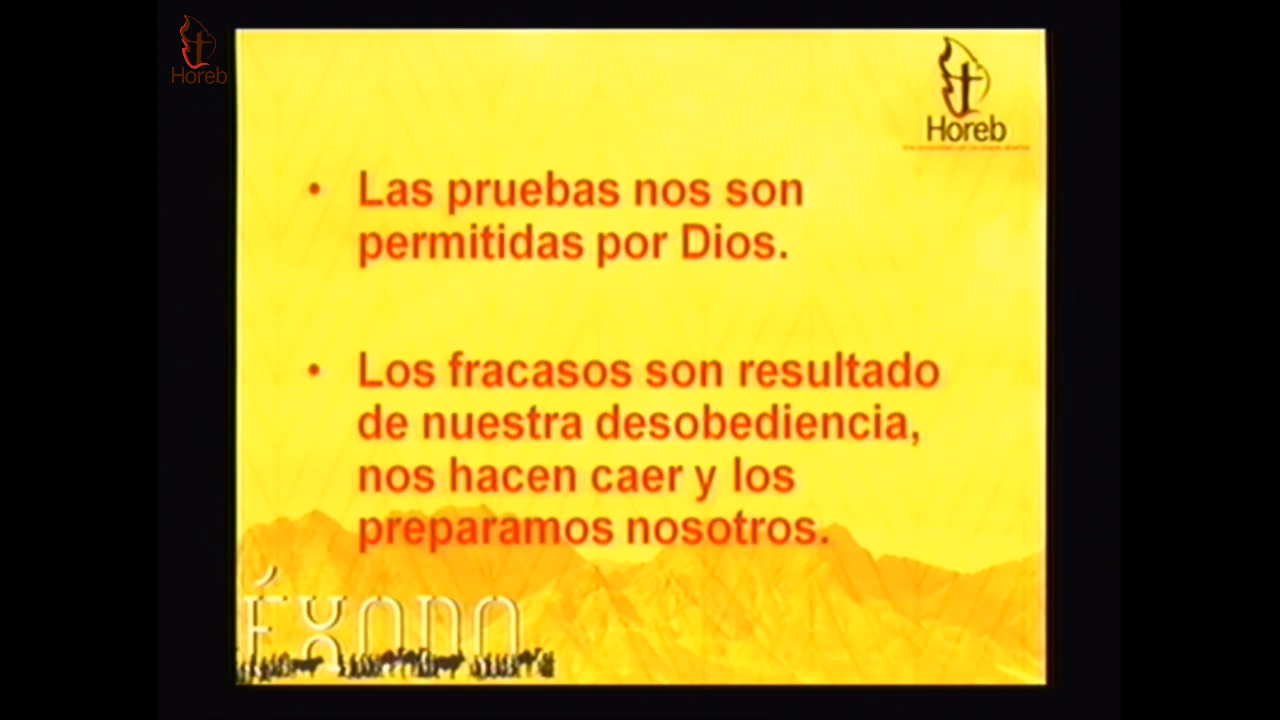 Horeb
Horeb
• Las pruebas nos son
permitidas por Dios.
• Los fracasos son resultado
de nuestra desobediencia,
nos hacen caer y los
preparamos nosotros.
ÉXODO